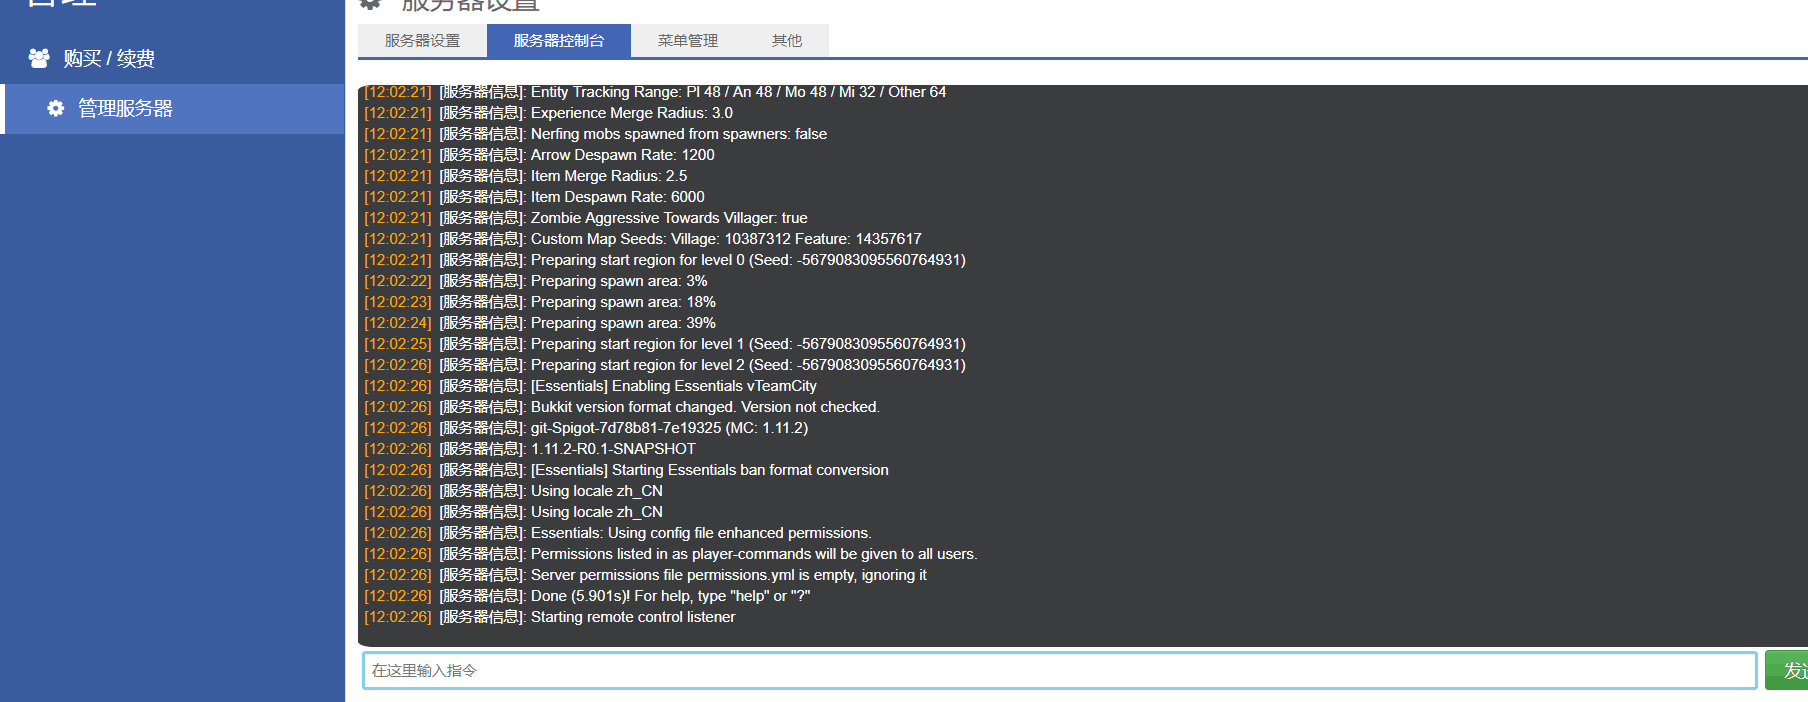 管理
服务器设置
购买 / 续费
管理服务器
服务器设置 服务器控制台 菜单管理 其他
[12:02:21] [服务器信息]: Entity Tracking Range: Pl 48 / An 48 / Mo 48 / Mi 32 / Other 64
[12:02:21] [服务器信息]: Experience Merge Radius: 3.0
[12:02:21] [服务器信息]: Nerfing mobs spawned from spawners: false
[12:02:21] [服务器信息]: Arrow Despawn Rate: 1200
[12:02:21] [服务器信息]: Item Merge Radius: 2.5
[12:02:21] [服务器信息]: Item Despawn Rate: 6000
[12:02:21] [服务器信息]: Zombie Aggressive Towards Villager: true
[12:02:21] [服务器信息]: Custom Map Seeds: Village: 10387312 Feature: 14357617
[12:02:21] [服务器信息]: Preparing start region for level 0 (Seed: -5679083095560764931)
[12:02:22] [服务器信息]: Preparing spawn area: 3%
[12:02:23] [服务器信息]: Preparing spawn area: 18%
[12:02:24] [服务器信息]: Preparing spawn area: 39%
[12:02:25] [服务器信息]: Preparing start region for level 1 (Seed: -5679083095560764931)
[12:02:26] [服务器信息]: Preparing start region for level 2 (Seed: -5679083095560764931)
[12:02:26] [服务器信息]: [Essentials] Enabling Essentials vTeamCity
[12:02:26] [服务器信息]: Bukkit version format changed. Version not checked.
[12:02:26] [服务器信息]: git-Spigot-7d78b81-7e19325 (MC: 1.11.2)
[12:02:26] [服务器信息]: 1.11.2-R0.1-SNAPSHOT
[12:02:26] [服务器信息]: [Essentials] Starting Essentials ban format conversion
[12:02:26] [服务器信息]: Using locale zh_CN
[12:02:26] [服务器信息]: Using locale zh_CN
[12:02:26] [服务器信息]: Essentials: Using config file enhanced permissions.
[12:02:26] [服务器信息]: Permissions listed in as player-commands will be given to all users.
[12:02:26] [服务器信息]: Server permissions file permissions.yml is empty, ignoring it
[12:02:26] [服务器信息]: Done (5.901s)! For help, type "help" or "?"
[12:02:26] [服务器信息]: Starting remote control listener
在这里输入指令
发